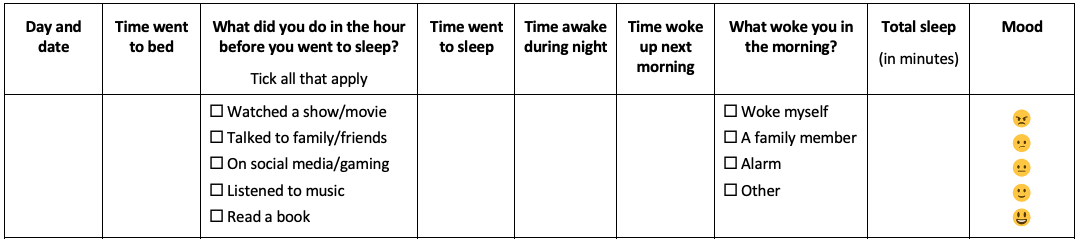 Day and
date
Time went
to bed
What did you do in the hour
before you went to sleep?
Tick all that apply
Time went
to sleep
Time awake
during night
Time woke
up next
morning
What woke you in
the morning?
Total sleep
(in minutes)
Mood
☐ Watched a show/movie
☐ Talked to family/friends
☐ On social media/gaming
☐ Listened to music
☐ Read a book
☐ Woke myself
☐ A family member
☐ Alarm
☐ Other